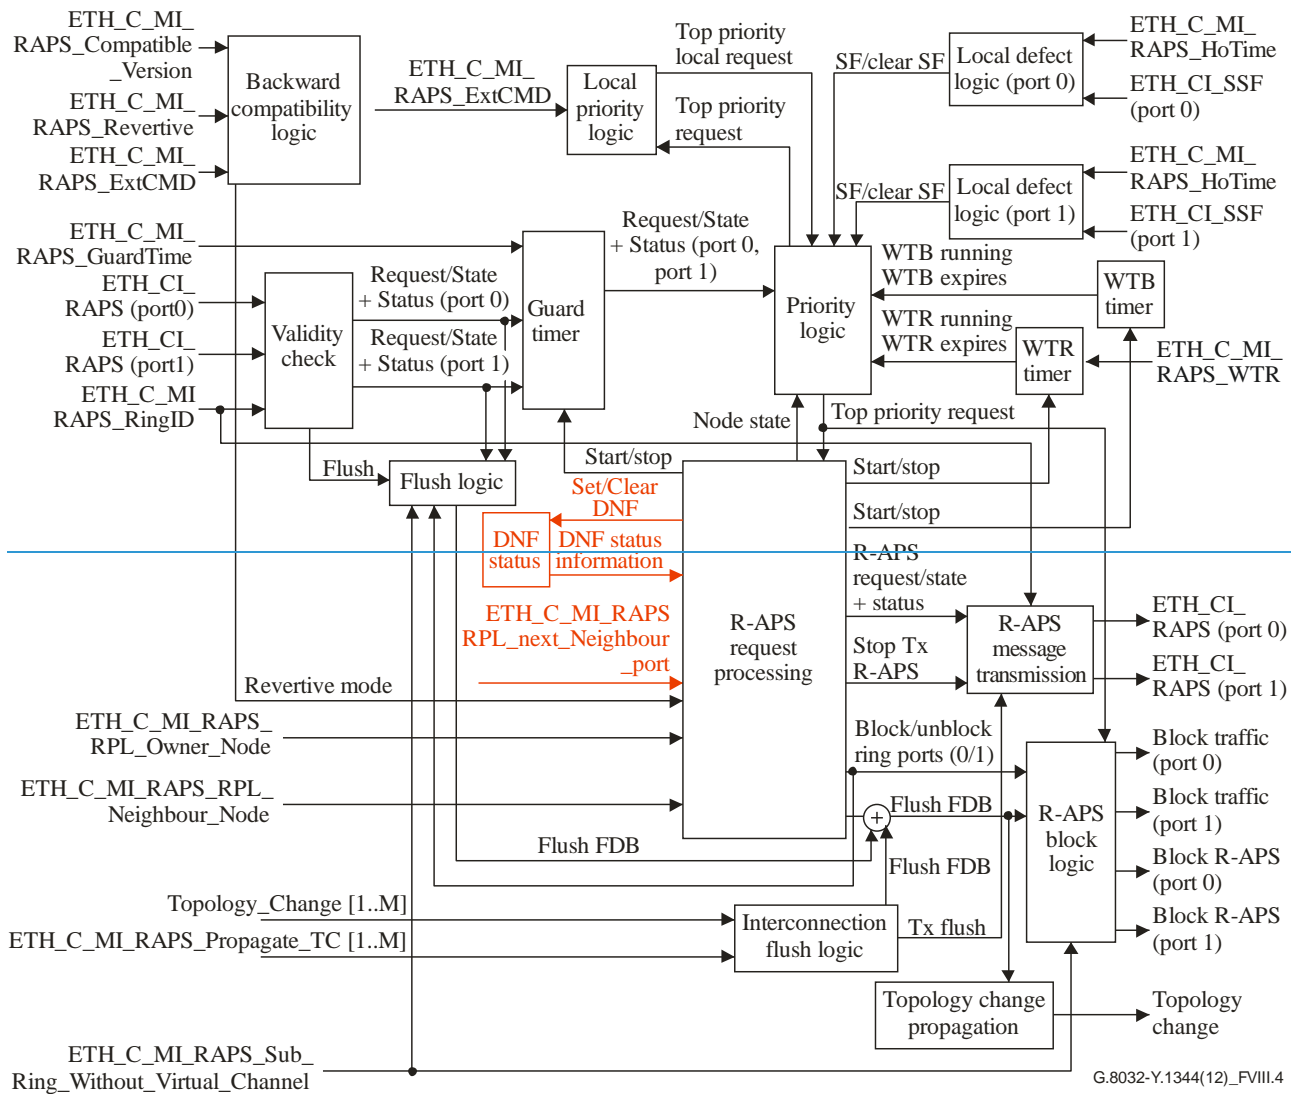 ETH_C_MI_
RAPS_Compatible
_Version
ETH_C_MI_
RAPS_Revertive
ETH_C_MI_
RAPS_ExtCMD
Backward
compatibility
logic
ETH_C_MI_
RAPS_ExtCMD
Local
priority
logic
Top priority
local request
Top priority
request
SF/clear SF
Local defect
logic (port 0)
ETH_C_MI_
RAPS_HoTime
ETH_CI_SSF
(port 0)
SF/clear SF
Local defect
logic (port 1)
ETH_C_MI_
RAPS_HoTime
ETH_CI_SSF
(port 1)
ETH_C_MI_
RAPS_GuardTime
ETH_CI_
RAPS (port0)
ETH_CI_
RAPS (port1)
ETH_C_MI
RAPS_RingID
Validity
check
Request/State
+ Status (port 0)
Request/State
+ Status (port 1)
Guard
timer
Request/State
+ Status (port 0,
port 1)
Priority
logic
WTB running
WTB expires
WTB
timer
WTR running
WTR expires
WTR
timer
ETH_C_MI_
RAPS_WTR
Node state
Top priority request
Flush
Flush logic
Start/stop
Start/stop
Start/stop
Set/Clear
DNF
DNF
status
DNF status
information
ETH_C_MI_RAPS
RPL_next_Neighbour
_port
R-APS
request
processing
R-APS
request/state
+ status
Stop Tx
R-APS
R-APS
message
transmission
ETH_CI_
RAPS (port 0)
ETH_CI_
RAPS (port 1)
Revertive mode
ETH_C_MI_RAPS_
RPL_Owner_Node
ETH_C_MI_RAPS_RPL_
Neighbour_Node
Block/unblock
ring ports (0/1)
Flush FDB
+
Flush FDB
Flush FDB
R-APS
block
logic
Block traffic
(port 0)
Block traffic
(port 1)
Block R-APS
(port 0)
Block R-APS
(port 1)
Topology_Change [1..M]
ETH_C_MI_RAPS_Propagate_TC [1..M]
Interconnection
flush logic
Tx flush
Topology change
propagation
Topology
change
ETH_C_MI_RAPS_Sub_
Ring_Without_Virtual_Channel
G.8032-Y.1344(12)_FVIII.4